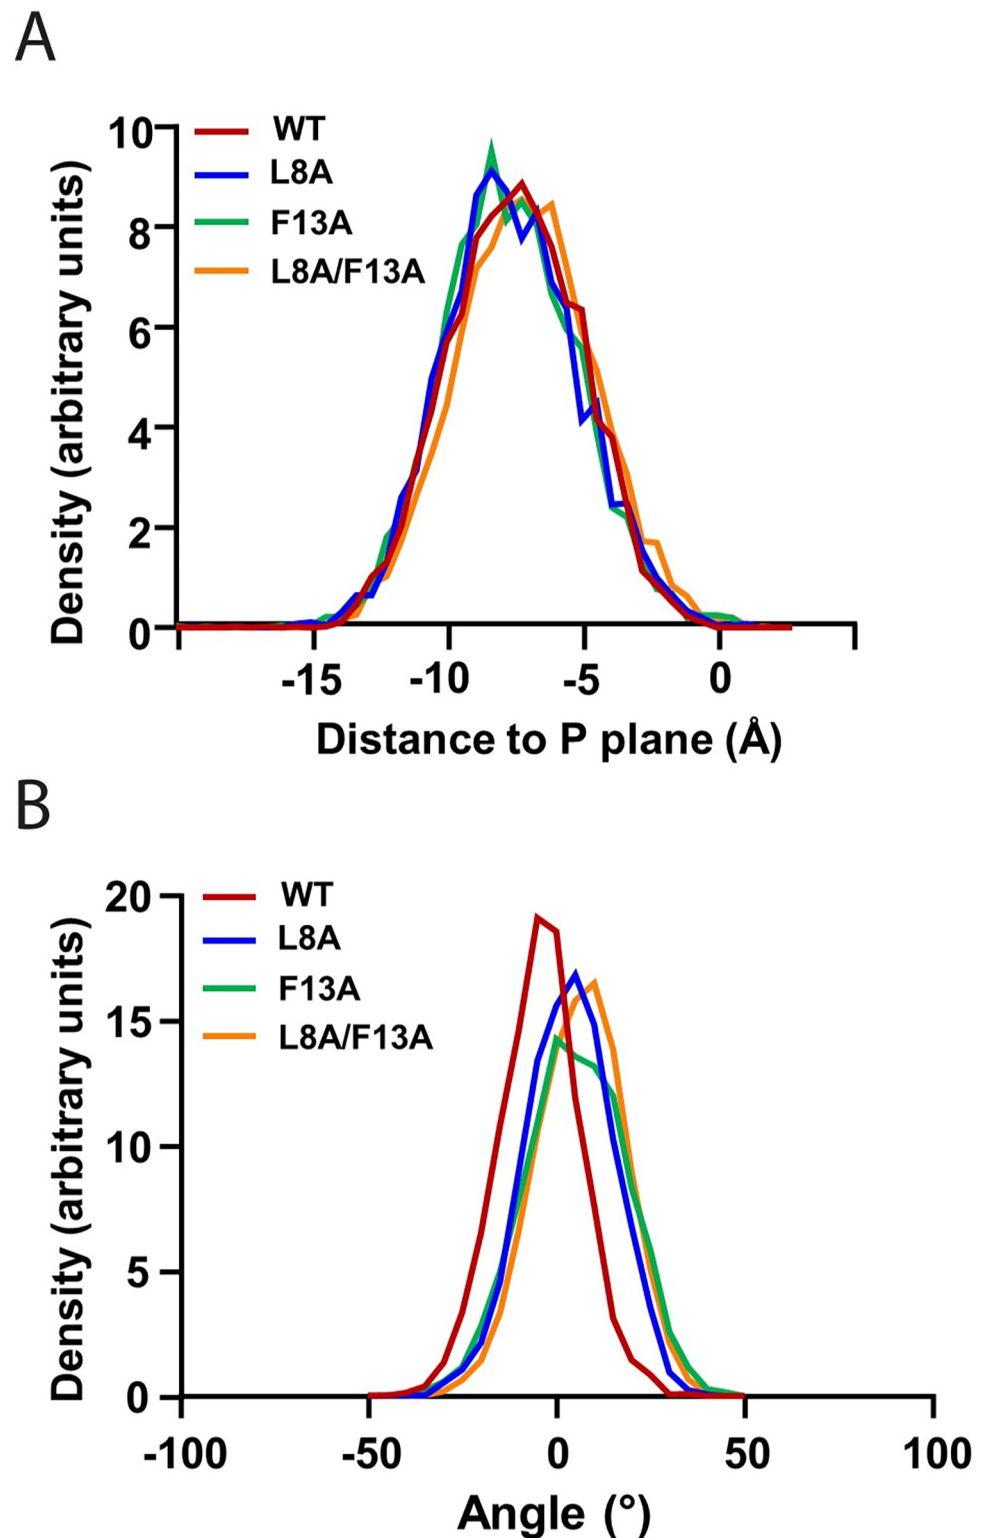 A
10
8
6
4
2
0
Density (arbitrary units)
WT
L8A
F13A
L8A/F13A
-15 -10 -5 0
Distance to P plane (Å)
B
20
15
10
5
0
Density (arbitrary units)
WT
L8A
F13A
L8A/F13A
-100 -50 0 50 100
Angle (°)